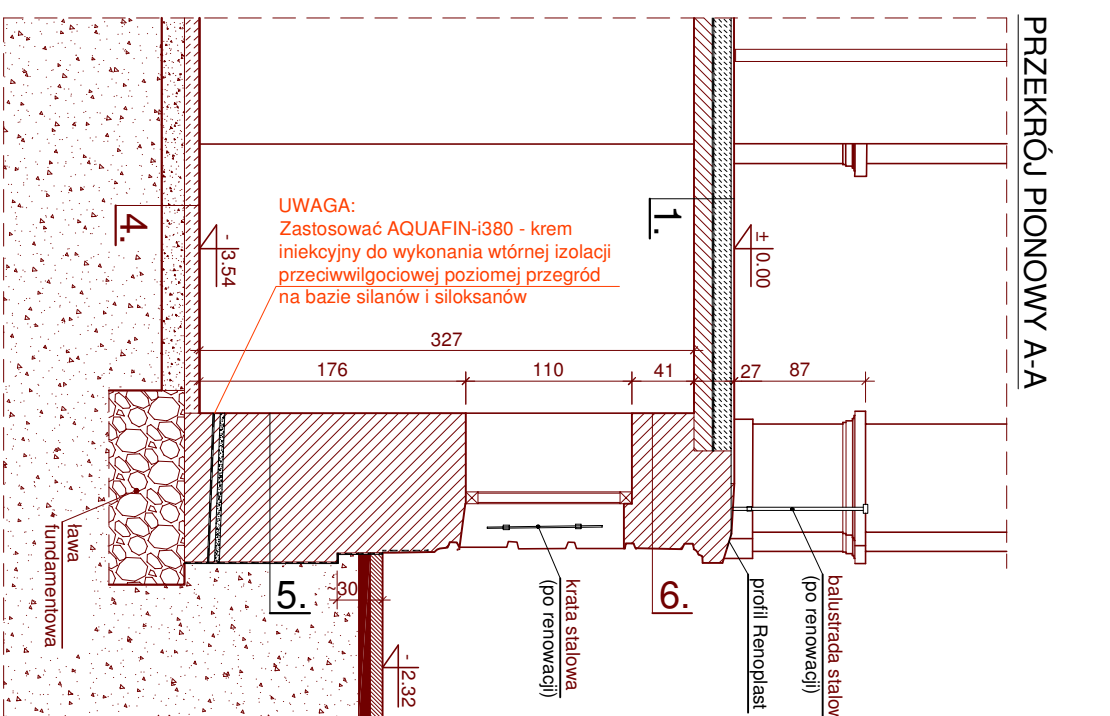 PRZEKRÓJ PIONOWY A-A
UWAGA:
Zastosować AQUAFIN-i380 - krem
iniekcyjny do wykonania wtórnej izolacji
przeciwwilgociowej poziomej przegród
na bazie silanów i siloksanów
1.
4.
± 0.00
- 3.54
327
176
110
41
27
87
ława
fundamentowa
5.
~30
- 2.32
krata stalowa
(po renowacji)
6.
profil Renoplast
balustrada stalow
(po renowacji)